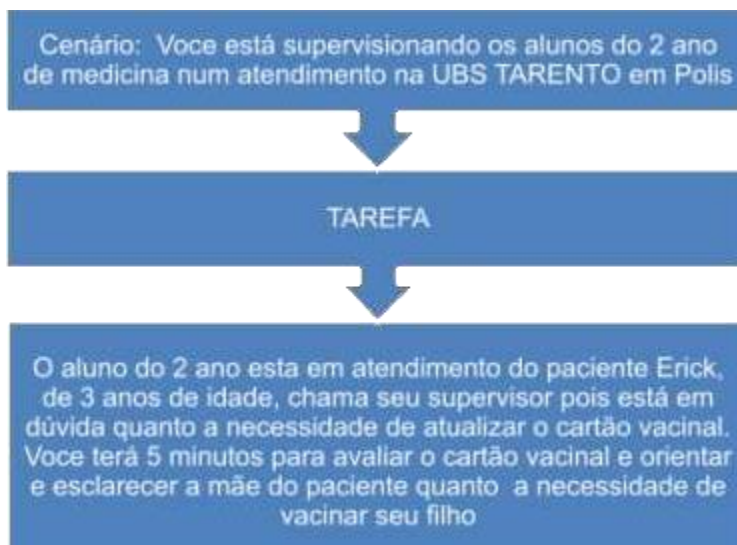 Cenário: Voce está supervisionando os alunos do 2 ano
de medicina num atendimento na UBS TARENTO em Polis
TAREFA
O aluno do 2 ano esta em atendimento do paciente Erick,
de 3 anos de idade, chama seu supervisor pois está em
dúvida quanto a necessidade de atualizar o cartão vacinal.
Voce terá 5 minutos para avaliar o cartão vacinal e orientar
e esclarecer a mãe do paciente quanto a necessidade de
vacinar seu filho